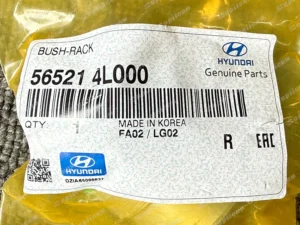 BUSH-RACK
56521 4L000
HYUNDAI
Genuine Parts
QTY. 1
MADE IN KOREA
FA02 / LG02
R EAC
HYUNDAI